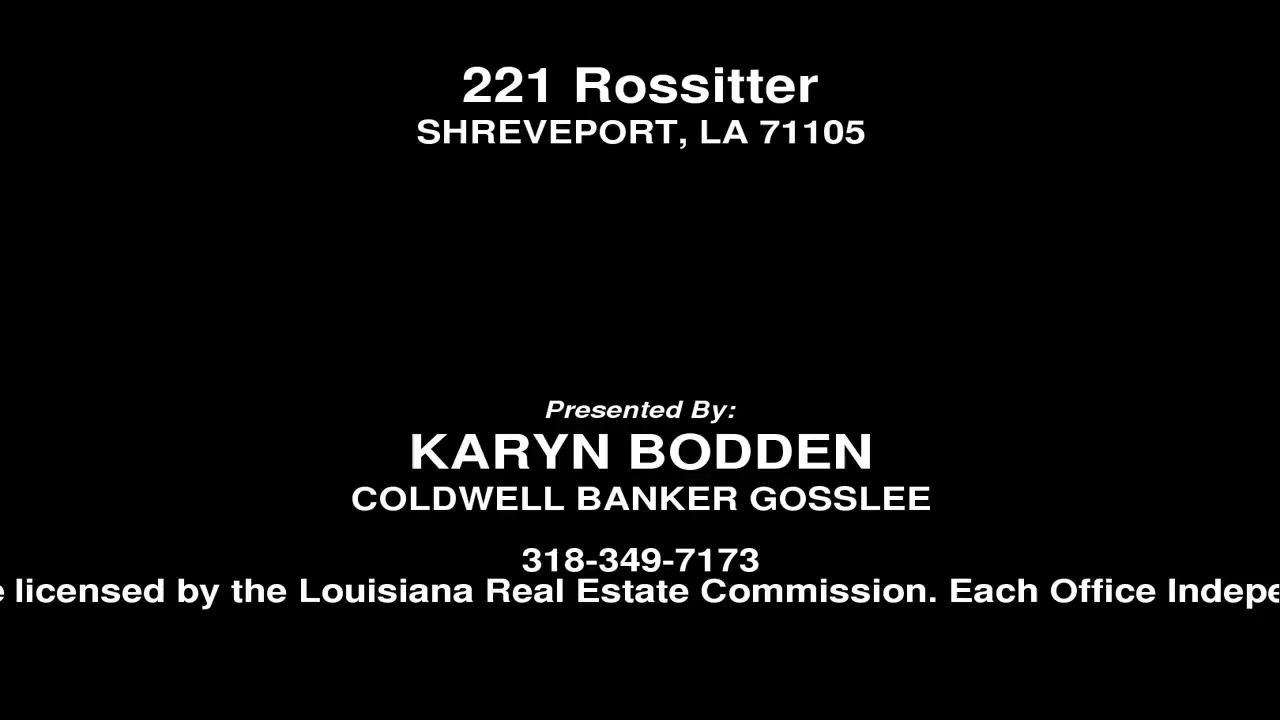 221 Rossitter
SHREVEPORT, LA 71105
Presented By:
KARYN BODDEN
COLDWELL BANKER GOSSLEE
318-349-7173
licensed by the Louisiana Real Estate Commission. Each Office